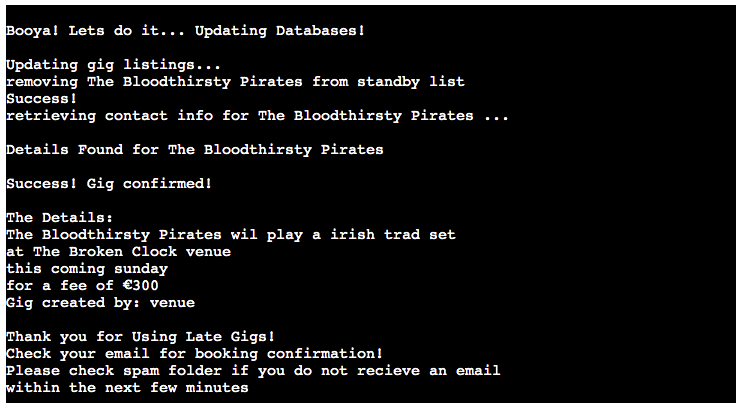 Booya! Lets do it... Updating Databases!
Updating gig listings...
removing The Bloodthirsty Pirates from standby list
Success!
retrieving contact info for The Bloodthirsty Pirates ...
Details Found for The Bloodthirsty Pirates
Success! Gig confirmed!
The Details:
The Bloodthirsty Pirates wil play a irish trad set
at The Broken Clock venue
this coming sunday
for a fee of €300
Gig created by: venue
Thank you for Using Late Gigs!
Check your email for booking confirmation!
Please check spam folder if you do not recieve an email
within the next few minutes